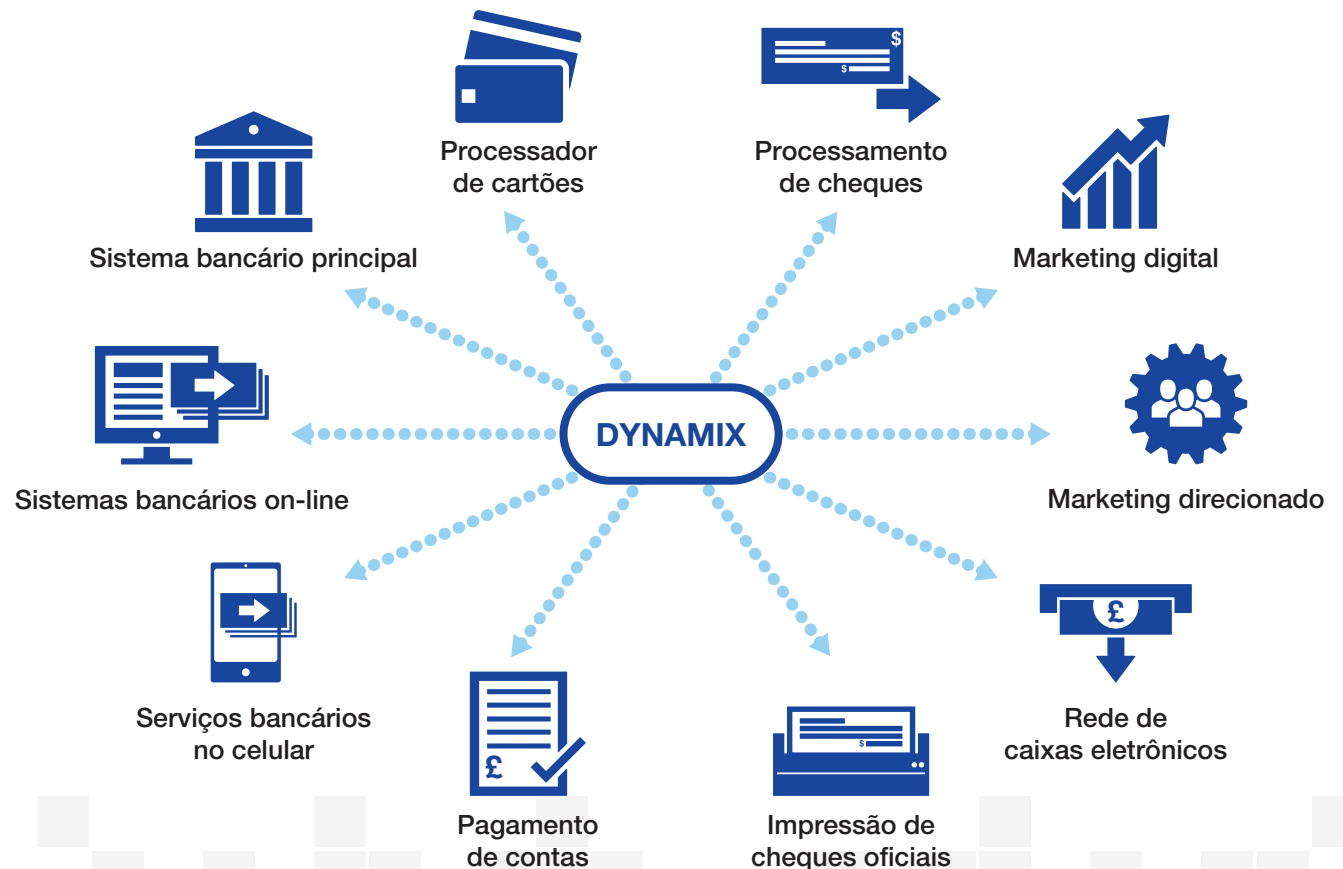 $
$
Processador
de cartões
Processamento
de cheques
Sistema bancário principal
Marketing digital
DYNAMIX
Sistemas bancários on-line
Marketing direcionado
£
Serviços bancários
no celular
Rede de
caixas eletrônicos
£
$
Pagamento
de contas
Impressão de
cheques oficiais